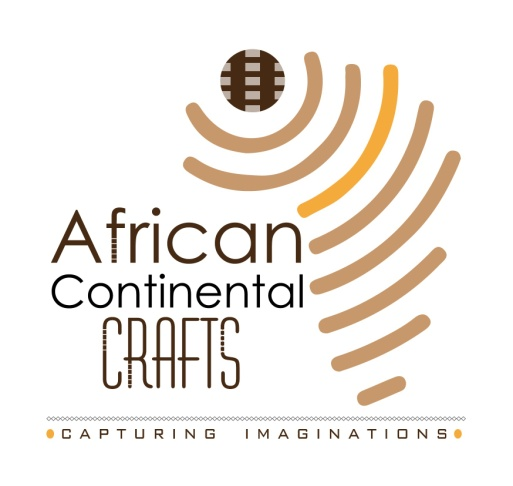 African
Continental
CRAFTS
CAPTURING IMAGINATIONS